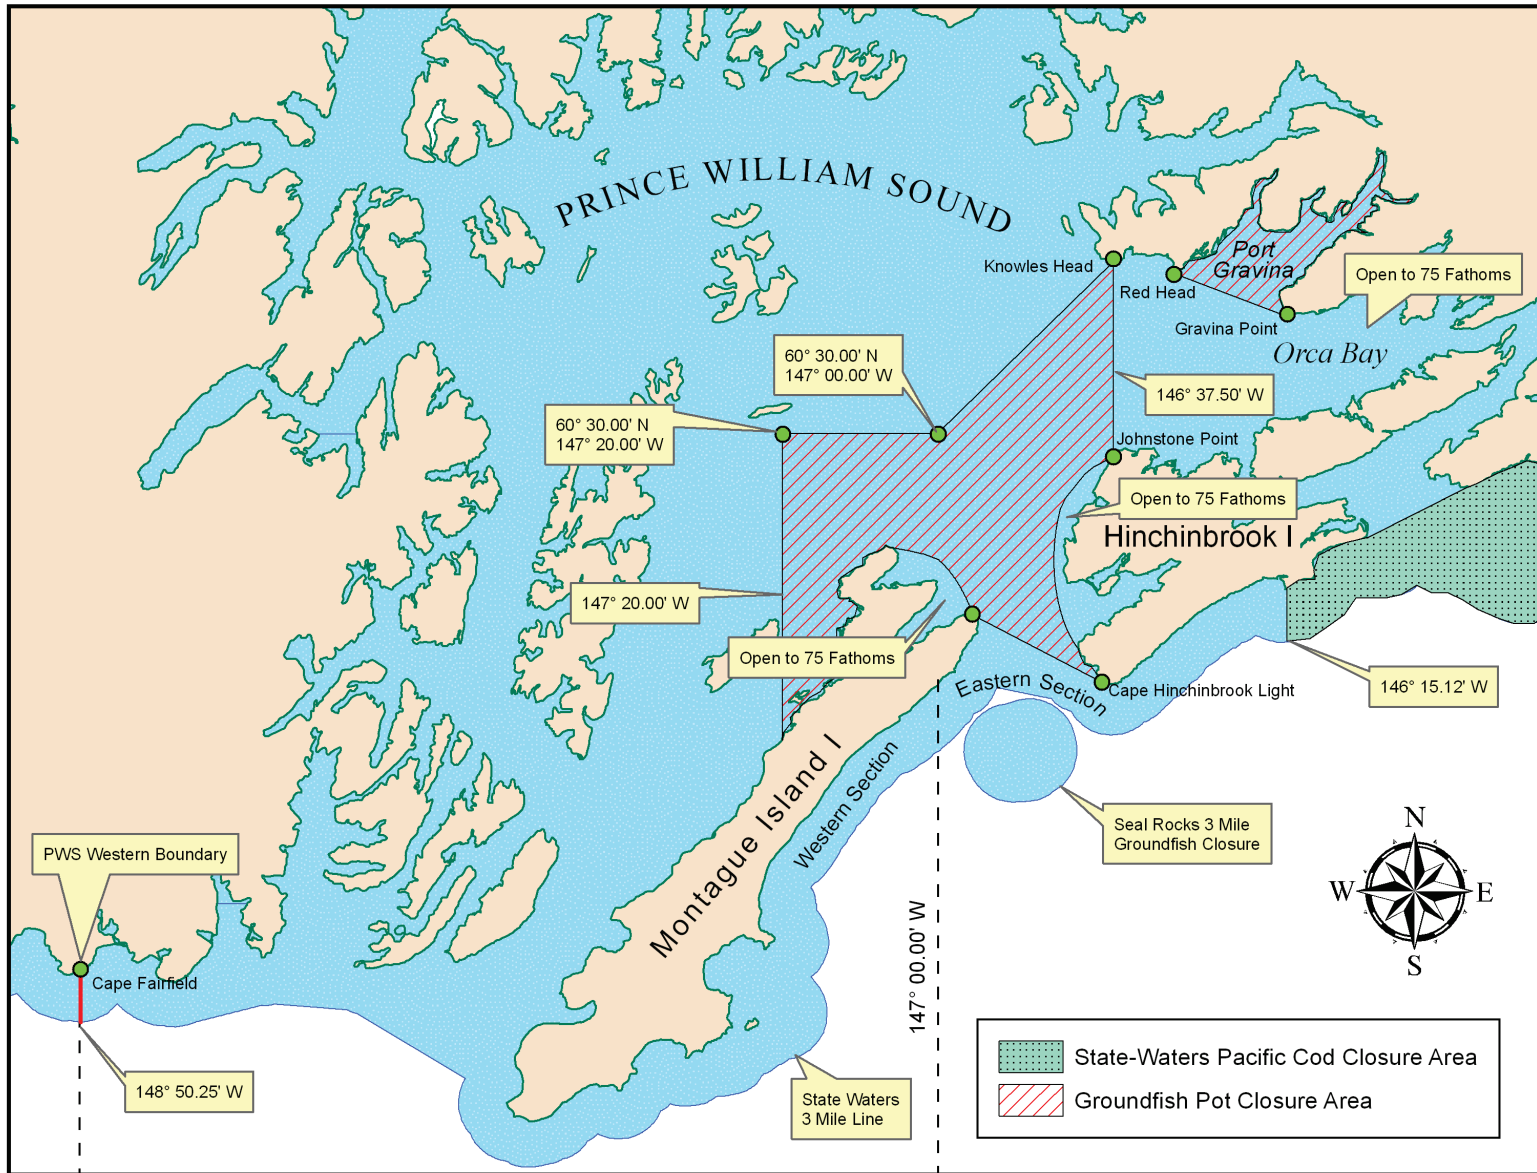 PRINCE WILLIAM SOUND
Knowles Head
Port
Gravina
Red Head
Open to 75 Fathoms
Gravina Point
Orca Bay
60° 30.00' N
147° 00.00' W
146° 37.50' W
60° 30.00' N
147° 20.00' W
Johnstone Point
Open to 75 Fathoms
Hinchinbrook I
147° 20.00' W
Open to 75 Fathoms
Eastern Section
Cape Hinchinbrook Light
146° 15.12' W
Montague Island I
Western Section
Seal Rocks 3 Mile
Groundfish Closure
PWS Western Boundary
Cape Fairfield
147° 00.00' W
148° 50.25' W
State Waters
3 Mile Line
N
W
E
S
State-Waters Pacific Cod Closure Area
Groundfish Pot Closure Area